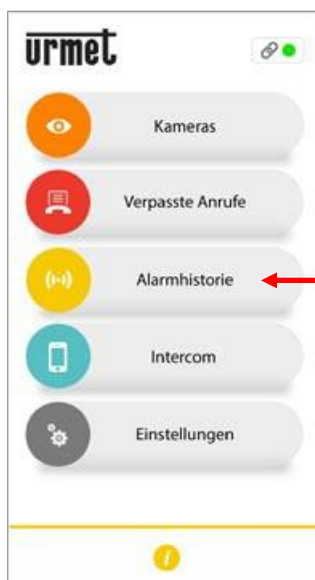 urmet
Kameras
Verpasste Anrufe
Alarmhistorie
Intercom
Einstellungen
i